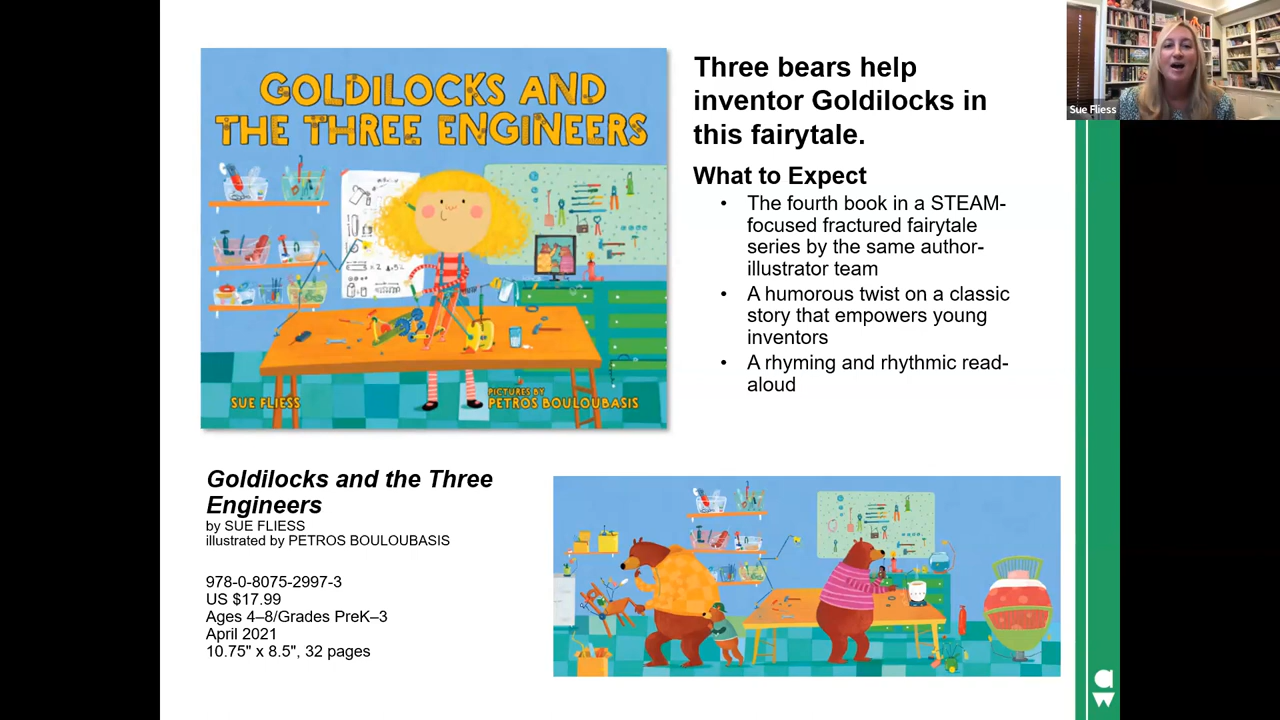 GOLDILOCKS AND
THE THREE ENGINEERS
SUE FLIESS
PICTURES BY
PETROS BOULOUBASIS
Three bears help
inventor Goldilocks in
this fairytale.
What to Expect
• The fourth book in a STEAM-
focused fractured fairytale
series by the same author-
illustrator team
• A humorous twist on a classic
story that empowers young
inventors
• A rhyming and rhythmic read-
aloud
Sue Fliess
Goldilocks and the Three
Engineers
by SUE FLIESS
illustrated by PETROS BOULOUBASIS
978-0-8075-2997-3
US $17.99
Ages 4–8/Grades PreK–3
April 2021
10.75" x 8.5", 32 pages
aw